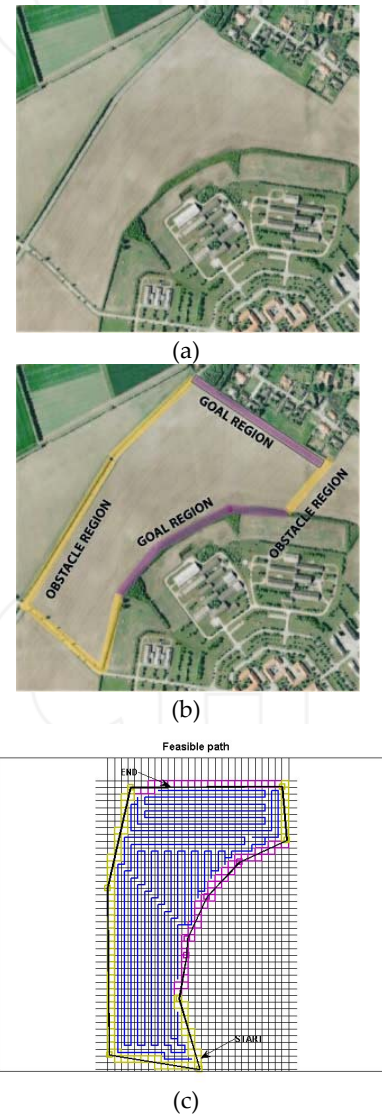 (a)
GOAL REGION
OBSTACLE REGION
GOAL REGION
OBSTACLE REGION
(b)
Feasible path
END
START
(c)